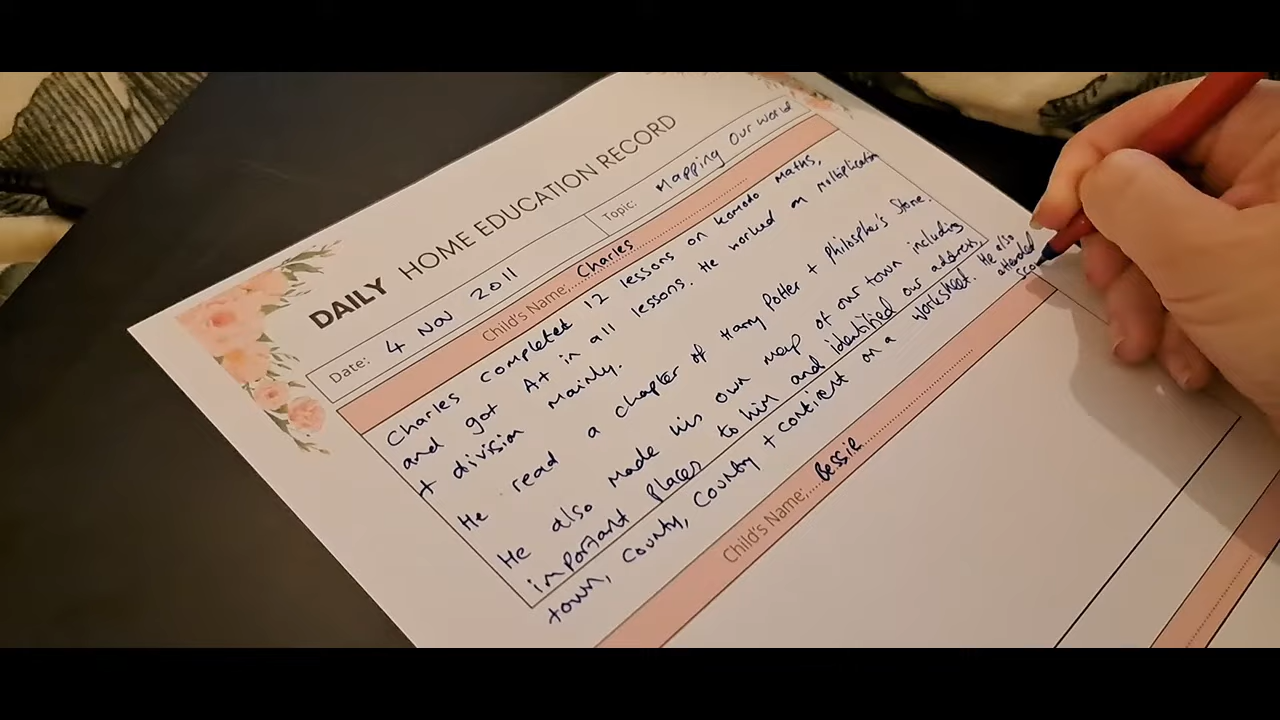 DAILY HOME EDUCATION RECORD
Date: 4 Nov 2011 Topic: Mapping Our World
Child's Name: Charles
Charles completed 12 lessons on Komodo Maths,
and got A+ in all lessons. He worked on multiplication
+ division mainly.
He read a chapter of Harry Potter + Philospher's Stone.
He also made his own map of our town including
important places to him and identified our address,
town, county, country + contient on a worksheet. He also
attended
Child's Name: Bessie